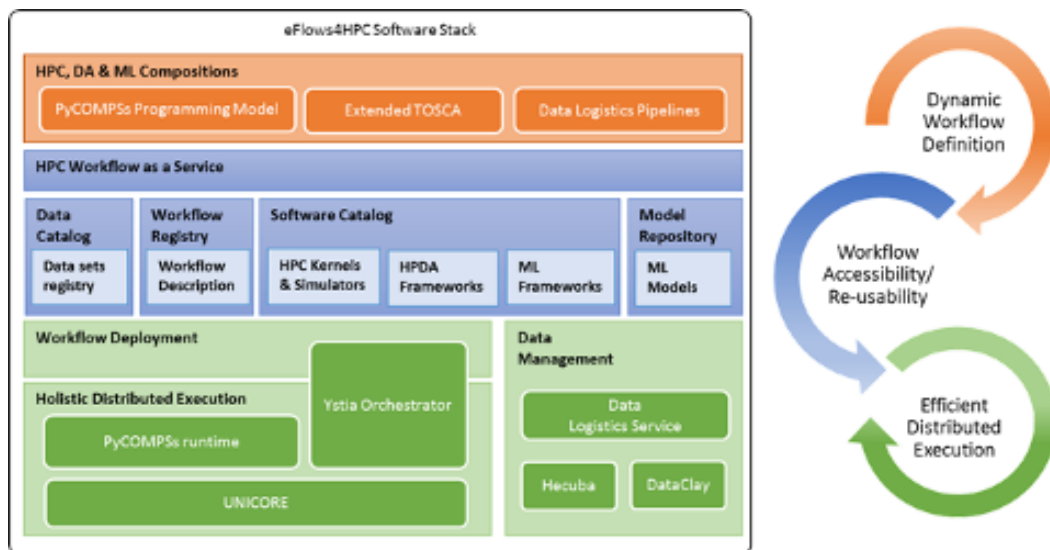 eFlows4HPC Software Stack
HPC, DA & ML Compositions
PyCOMPSs Programming Model
Extended TOSCA
Data Logistics Pipelines
HPC Workflow as a Service
Data
Catalog
Data sets
registry
Workflow
Registry
Workflow
Description
Software Catalog
HPC Kernels
& Simulators
HPDA
Frameworks
ML
Frameworks
Model
Repository
ML
Models
Workflow Deployment
Holistic Distributed Execution
Ystia Orchestrator
PyCOMPSs runtime
UNICORE
Data
Management
Data
Logistics Service
Hecuba
DataClay
Dynamic
Workflow
Definition
Workflow
Accessibility/
Re-usability
Efficient
Distributed
Execution